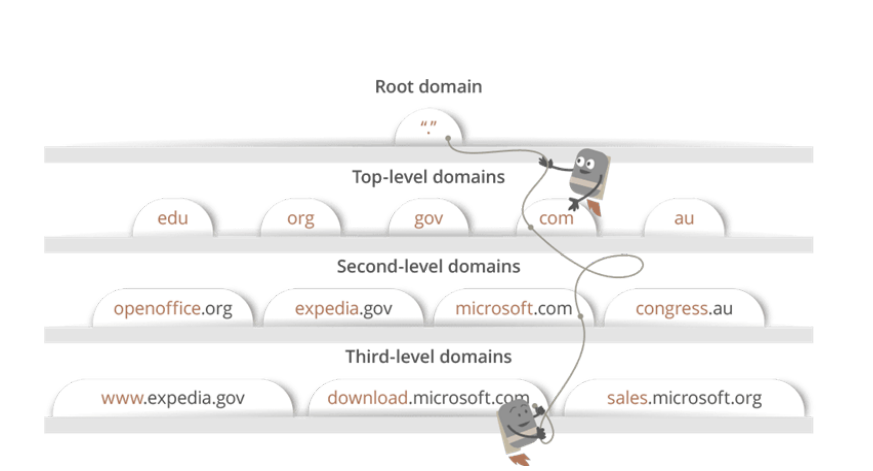 Root domain
“.”
Top-level domains
edu org gov com au
Second-level domains
openoffice.org expedia.gov microsoft.com congress.au
Third-level domains
www.expedia.gov download.microsoft.com sales.microsoft.org